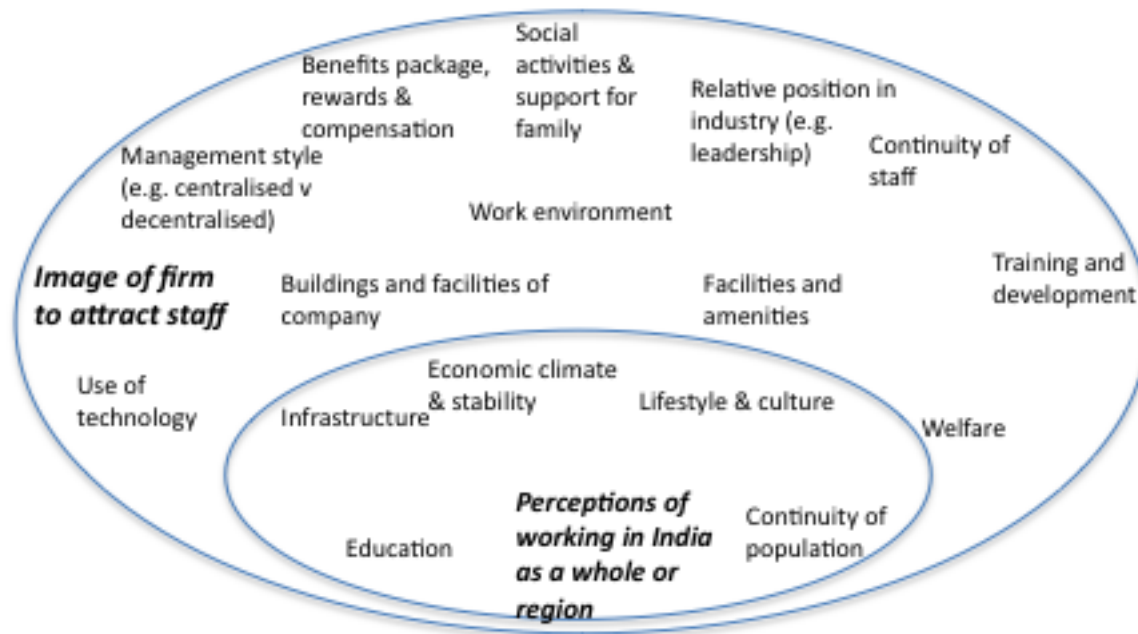 Social
activities &
support for
family
Benefits package,
rewards &
compensation
Relative position in
industry (e.g.
leadership)
Continuity of
staff
Management style
(e.g. centralised v
decentralised)
Work environment
Image of firm
to attract staff
Buildings and facilities of
company
Facilities and
amenities
Training and
development
Use of
technology
Economic climate
& stability
Infrastructure
Lifestyle & culture
Welfare
Education
Perceptions of
working in India
as a whole or
region
Continuity of
population